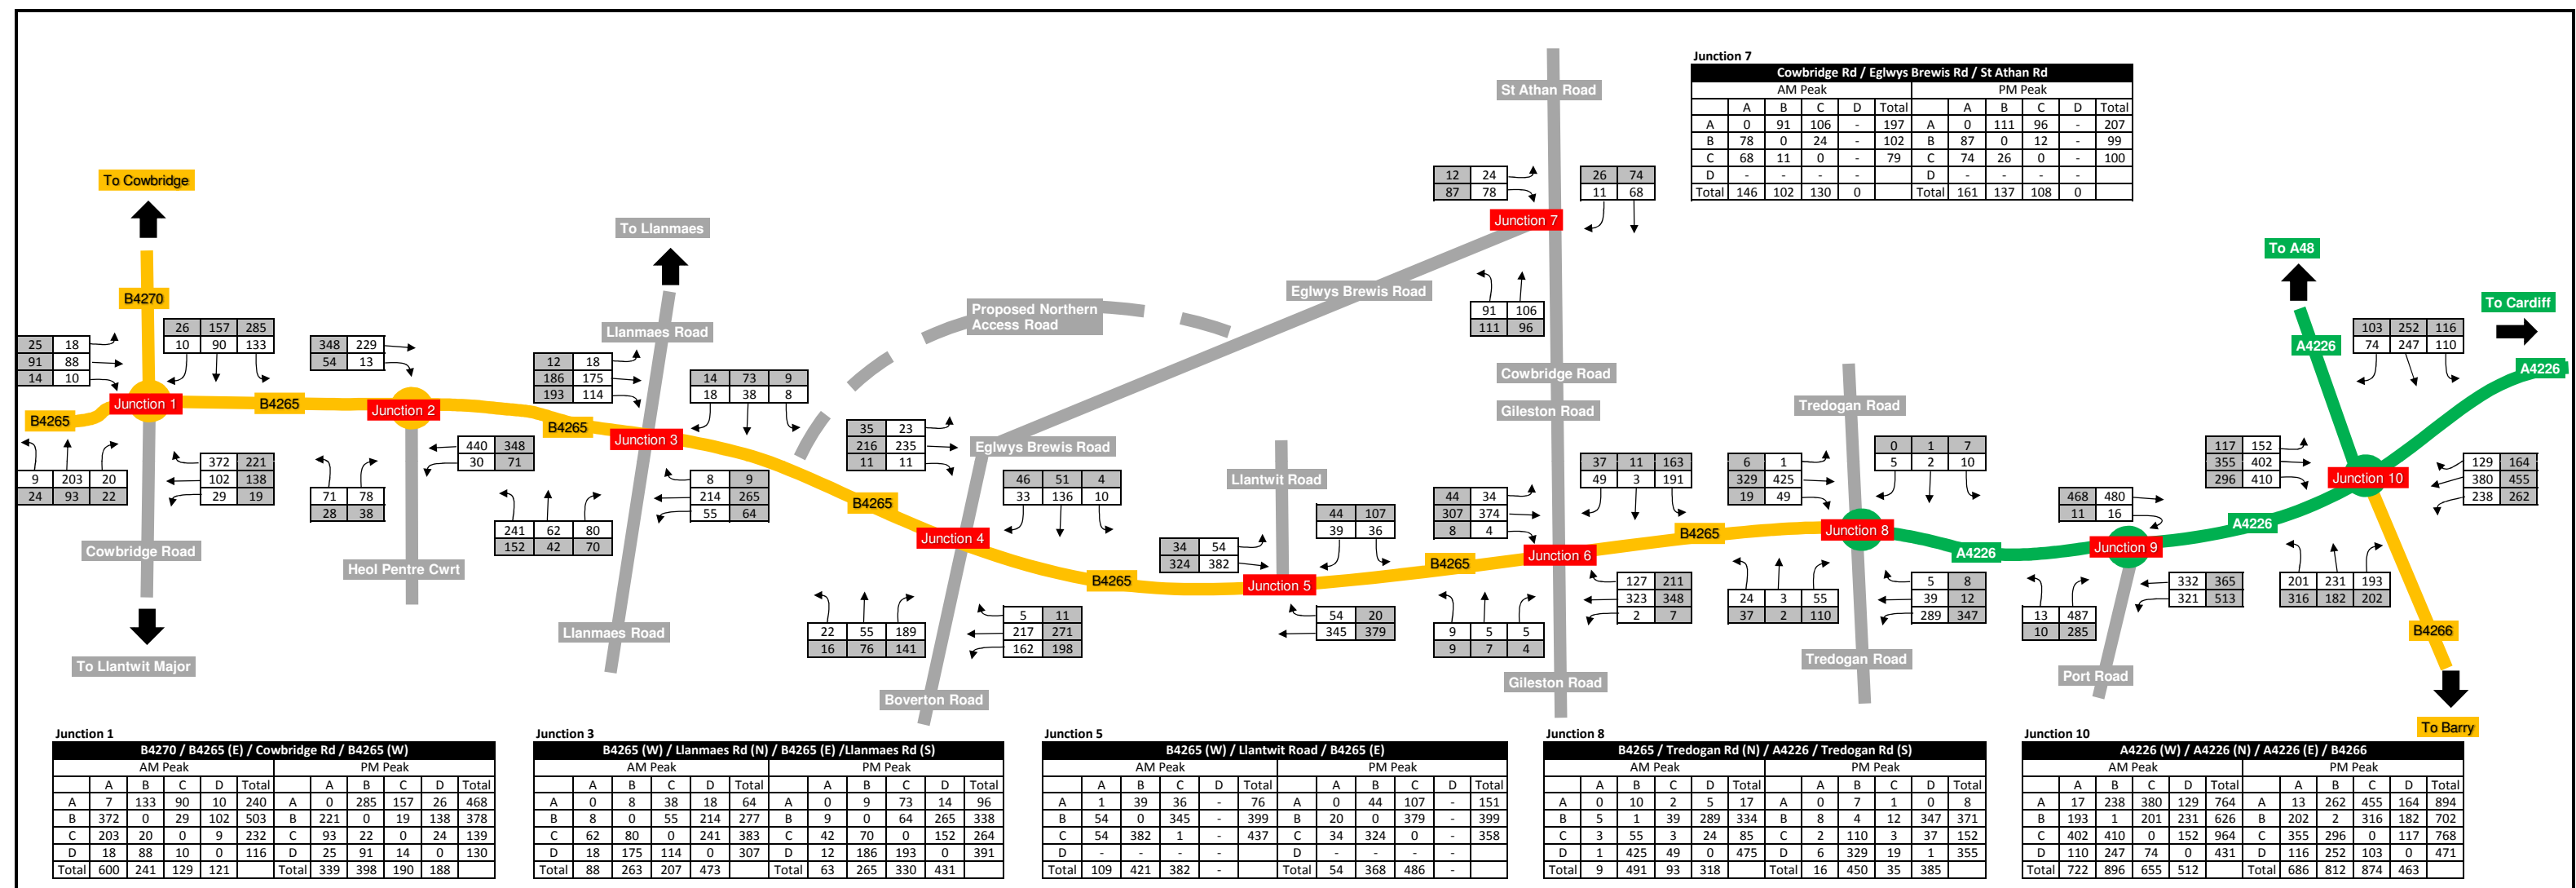 Junction 7
Cowbridge Rd / Eglwys Brewis Rd / St Athan Rd
AM Peak PM Peak
A B C D Total A B C D Total
A 0 91 106 - 197 A 0 111 96 - 207
B 78 0 24 - 102 B 87 0 12 - 99
C 68 11 0 - 79 C 74 26 0 - 100
D - - - - D - - - -
Total 146 102 130 0 Total 161 137 108 0
St Athan Road
12 24
87 78
26 74
11 68
Junction 7
91 106
111 96
Eglwys Brewis Road
Cowbridge Road
Gileston Road
To Cowbridge
B4270
25 18
91 88
14 10
26 157 285
10 90 133
Junction 1
B4265
B4265
9 203 20
24 93 22
372 221
102 138
29 19
Cowbridge Road
To Llantwit Major
348 229
54 13
Junction 2
440 348
30 71
71 78
28 38
Heol Pentre Cwrt
B4265
To Llanmaes
Llanmaes Road
12 18
186 175
193 114
14 73 9
18 38 8
Junction 3
8 9
214 265
55 64
241 62 80
152 42 70
Llanmaes Road
Proposed Northern
Access Road
35 23
216 235
11 11
Eglwys Brewis Road
46 51 4
33 136 10
B4265
Junction 4
22 55 189
16 76 141
5 11
217 271
162 198
Boverton Road
B4265
Llantwit Road
34 54
324 382
44 107
39 36
Junction 5
54 20
345 379
B4265
44 34
307 374
8 4
37 11 163
49 3 191
Junction 6
127 211
323 348
2 7
9 5 5
9 7 4
Gileston Road
B4265
Tredogan Road
6 1
329 425
19 49
0 1 7
5 2 10
Junction 8
24 3 55
37 2 110
5 8
39 12
289 347
Tredogan Road
A4226
468 480
11 16
Junction 9
332 365
321 513
13 487
10 285
Port Road
A4226
To A48
A4226
To Cardiff
A4226
103 252 116
74 247 110
117 152
355 402
296 410
Junction 10
129 164
380 455
238 262
201 231 193
316 182 202
B4266
To Barry
Junction 1
B4270 / B4265 (E) / Cowbridge Rd / B4265 (W)
AM Peak PM Peak
A B C D Total A B C D Total
A 7 133 90 10 240 A 0 285 157 26 468
B 372 0 29 102 503 B 221 0 19 138 378
C 203 20 0 9 232 C 93 22 0 24 139
D 18 88 10 0 116 D 25 91 14 0 130
Total 600 241 129 121 Total 339 398 190 188
Junction 3
B4265 (W) / Llanmaes Rd (N) / B4265 (E) /Llanmaes Rd (S)
AM Peak PM Peak
A B C D Total A B C D Total
A 0 8 38 18 64 A 0 9 73 14 96
B 8 0 55 214 277 B 9 0 64 265 338
C 62 80 0 241 383 C 42 70 0 152 264
D 18 175 114 0 307 D 12 186 193 0 391
Total 88 263 207 473 Total 63 265 330 431
Junction 5
B4265 (W) / Llantwit Road / B4265 (E)
AM Peak PM Peak
A B C D Total A B C D Total
A 1 39 36 - 76 A 0 44 107 - 151
B 54 0 345 - 399 B 20 0 379 - 399
C 54 382 1 - 437 C 34 324 0 - 358
D - - - - D - - - -
Total 109 421 382 - Total 54 368 486 -
Junction 8
B4265 / Tredogan Rd (N) / A4226 / Tredogan Rd (S)
AM Peak PM Peak
A B C D Total A B C D Total
A 0 10 2 5 17 A 0 7 1 0 8
B 5 1 39 289 334 B 8 4 12 347 371
C 3 55 3 24 85 C 2 110 3 37 152
D 1 425 49 0 475 D 6 329 19 1 355
Total 9 491 93 318 Total 16 450 35 385
Junction 10
A4226 (W) / A4226 (N) / A4226 (E) / B4266
AM Peak PM Peak
A B C D Total A B C D Total
A 17 238 380 129 764 A 13 262 455 164 894
B 193 1 201 231 626 B 202 2 316 182 702
C 402 410 0 152 964 C 355 296 0 117 768
D 110 247 74 0 431 D 116 252 103 0 471
Total 722 896 655 512 Total 686 812 874 463